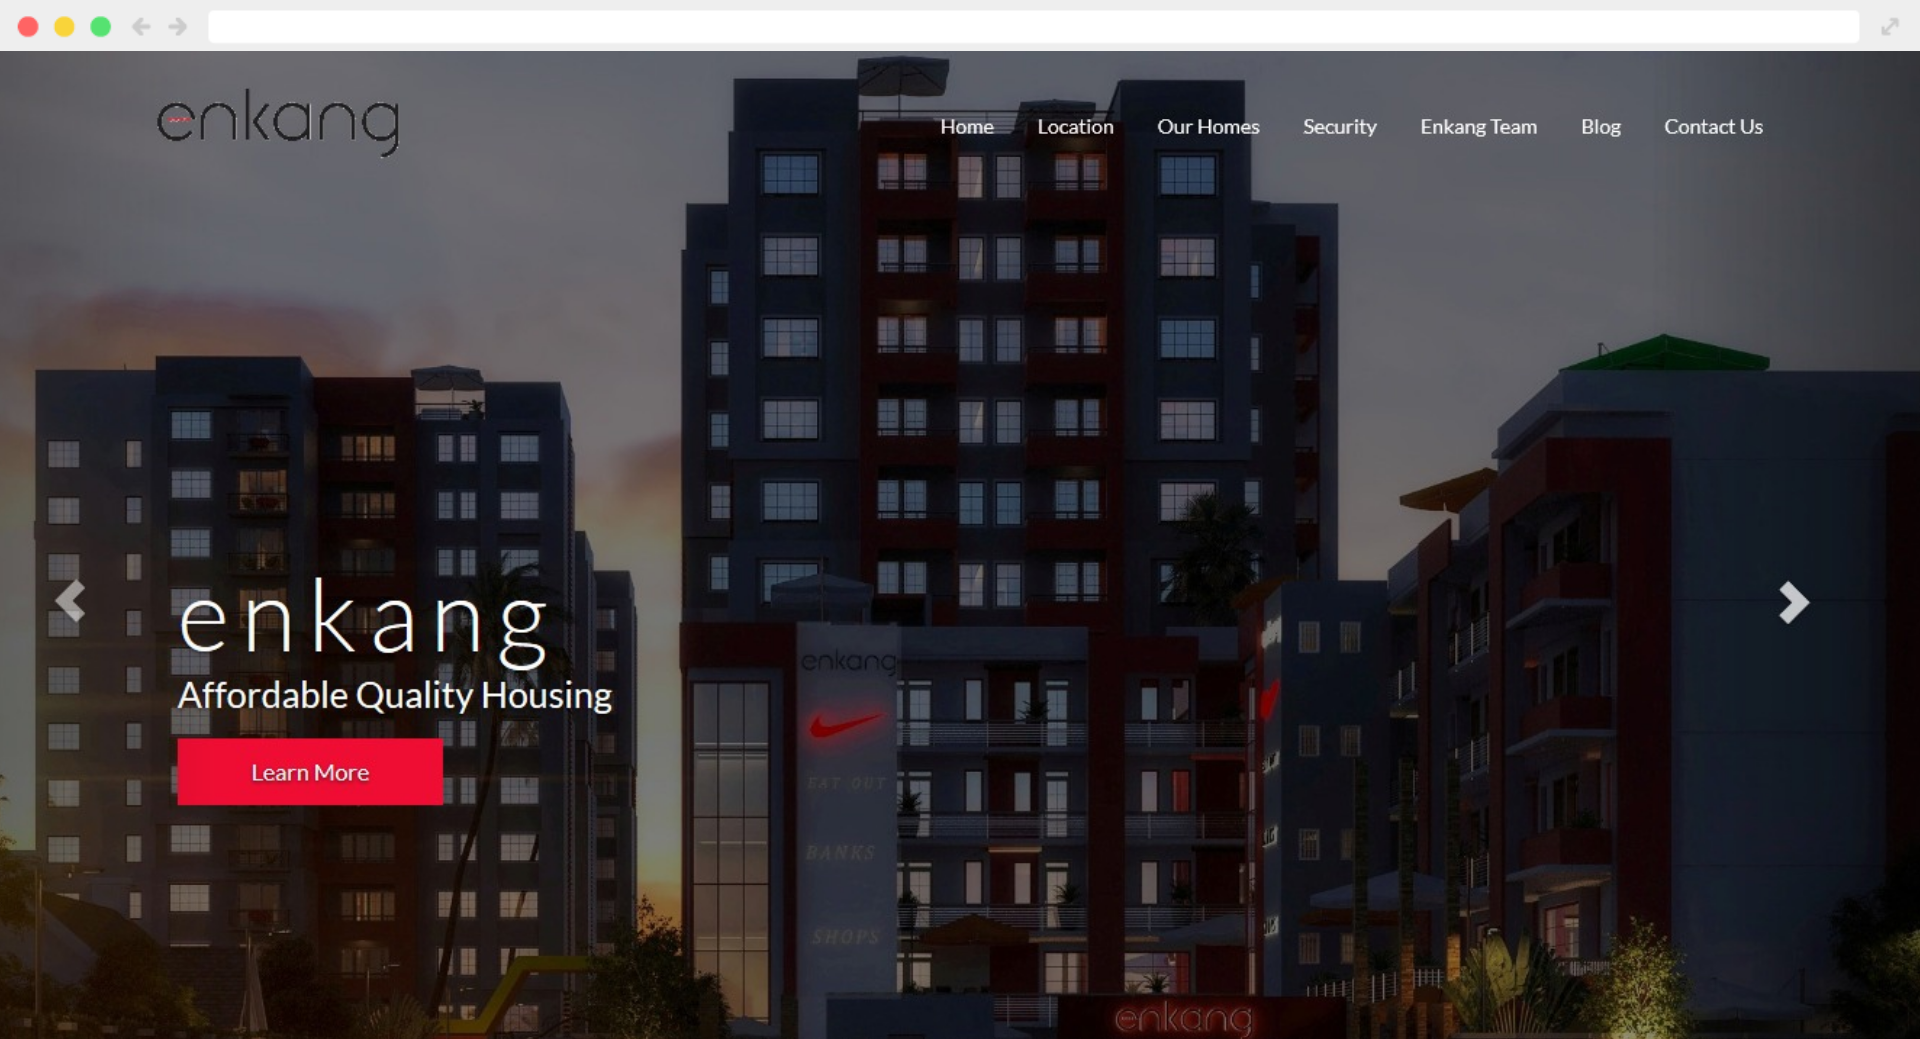 enkang
Home Location Our Homes Security Enkang Team Blog Contact Us
enkang
Affordable Quality Housing
Learn More
enkang
EAT OUT
BANKS
SHOPS
enkang